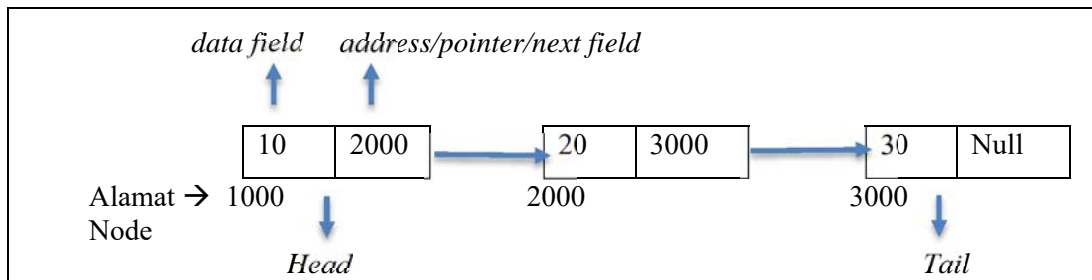 data field address/pointer/next field
10 2000 20 3000 30 Null
Alamat → 1000 2000 3000
Node
Head Tail